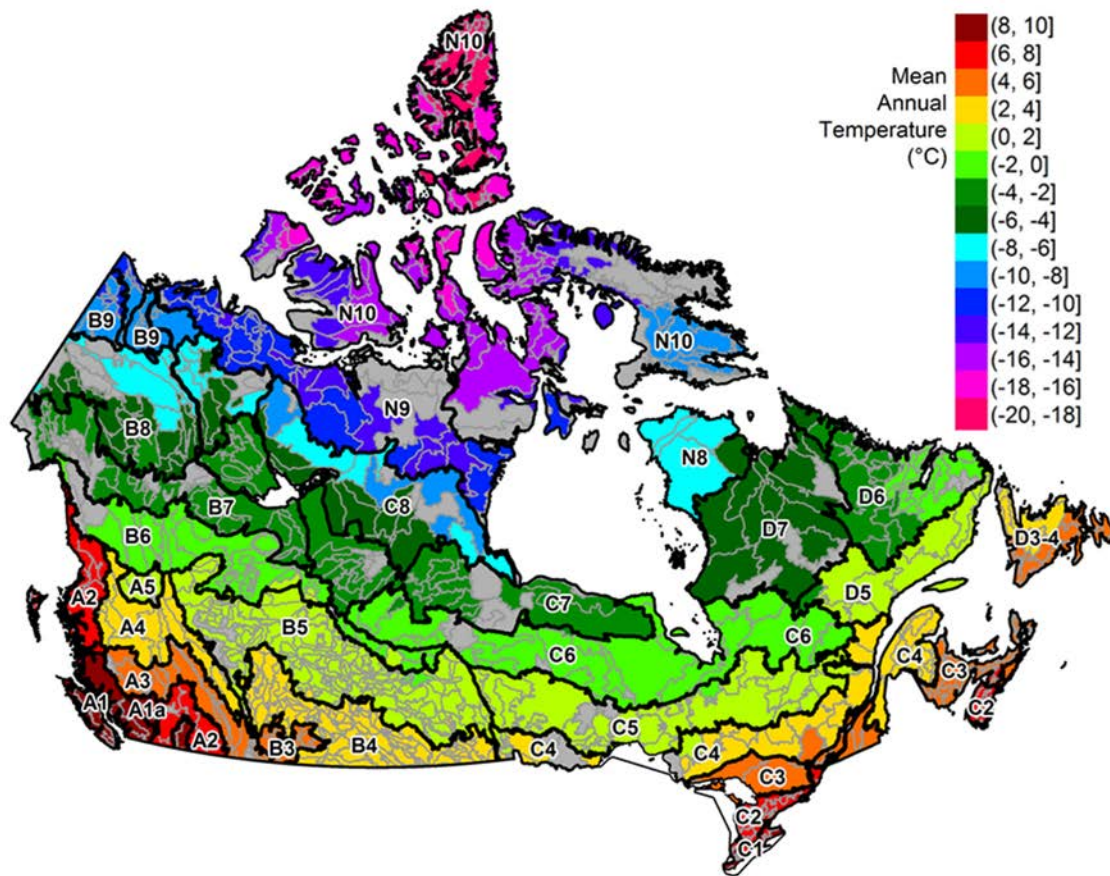 N10
(8, 10]
(6, 8]
Mean
(4, 6]
Annual
(2, 4]
Temperature
(0, 2]
(°C)
(-2, 0]
(-4, -2]
(-6, -4]
(-8, -6]
(-10, -8]
(-12, -10]
(-14, -12]
(-16, -14]
(-18, -16]
(-20, -18]
B9
B9
N10
N10
N9
B8
N8
B7
C8
D6
D7
D3-4
B6
A5
A2
D5
C7
A4
B5
C6
C6
C4
C3
A3
A1
A1a
C2
A2
B3
B4
C5
C4
C4
C3
C2
C1